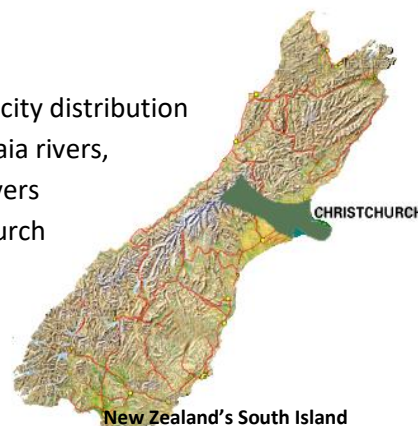 city distribution
aia rivers,
vers
CHRISTCHURCH
urch
New Zealand's South Island